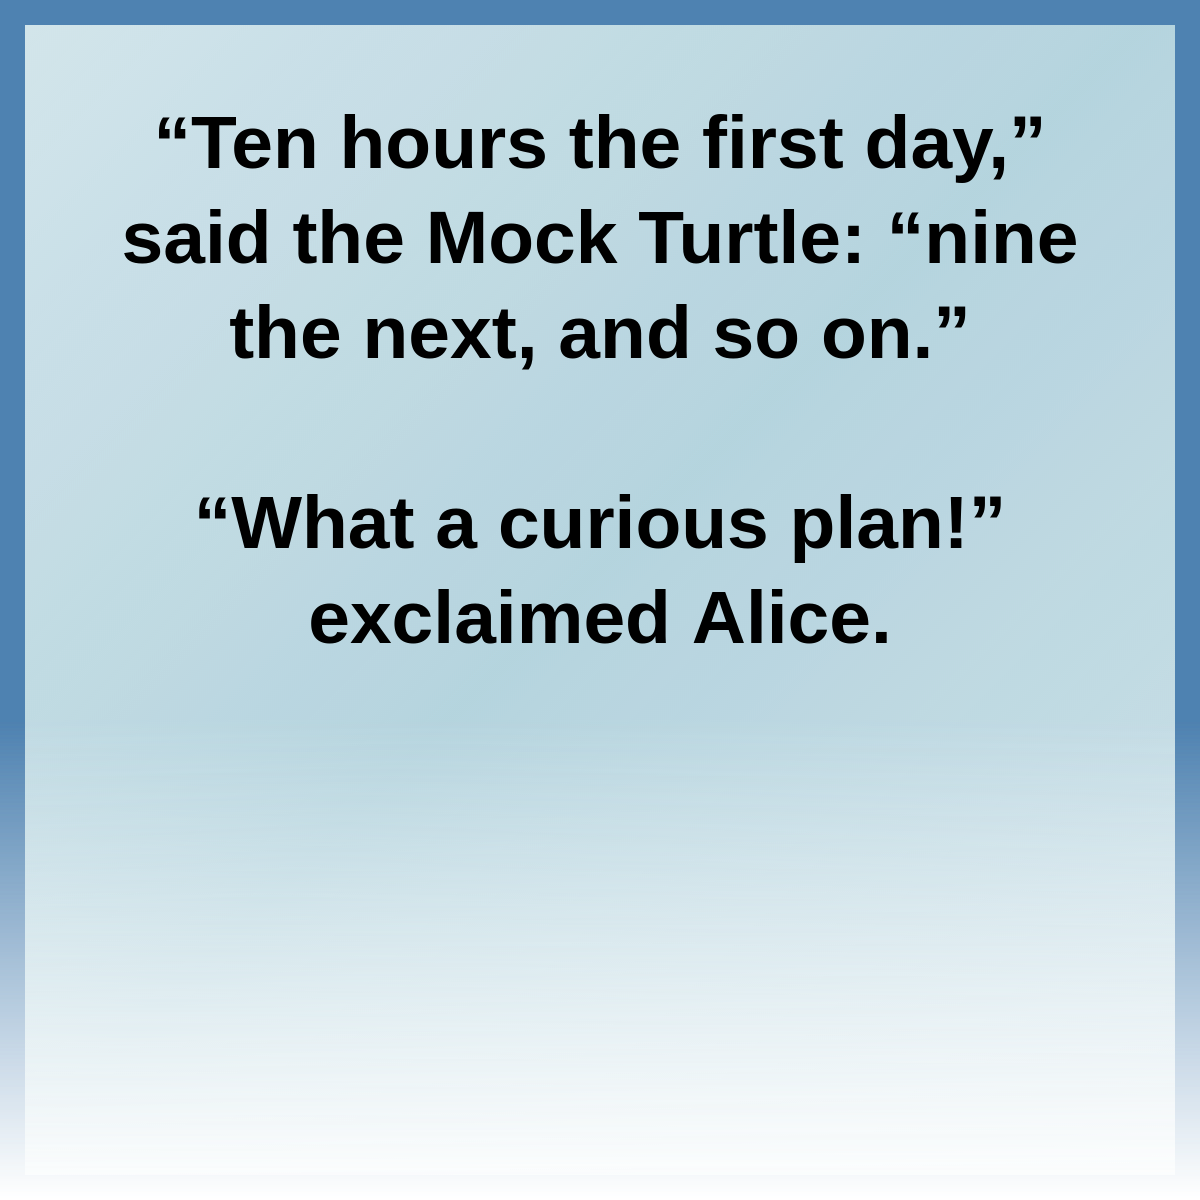 “Ten hours the first day,”
said the Mock Turtle: “nine
the next, and so on.”
“What a curious plan!”
exclaimed Alice.